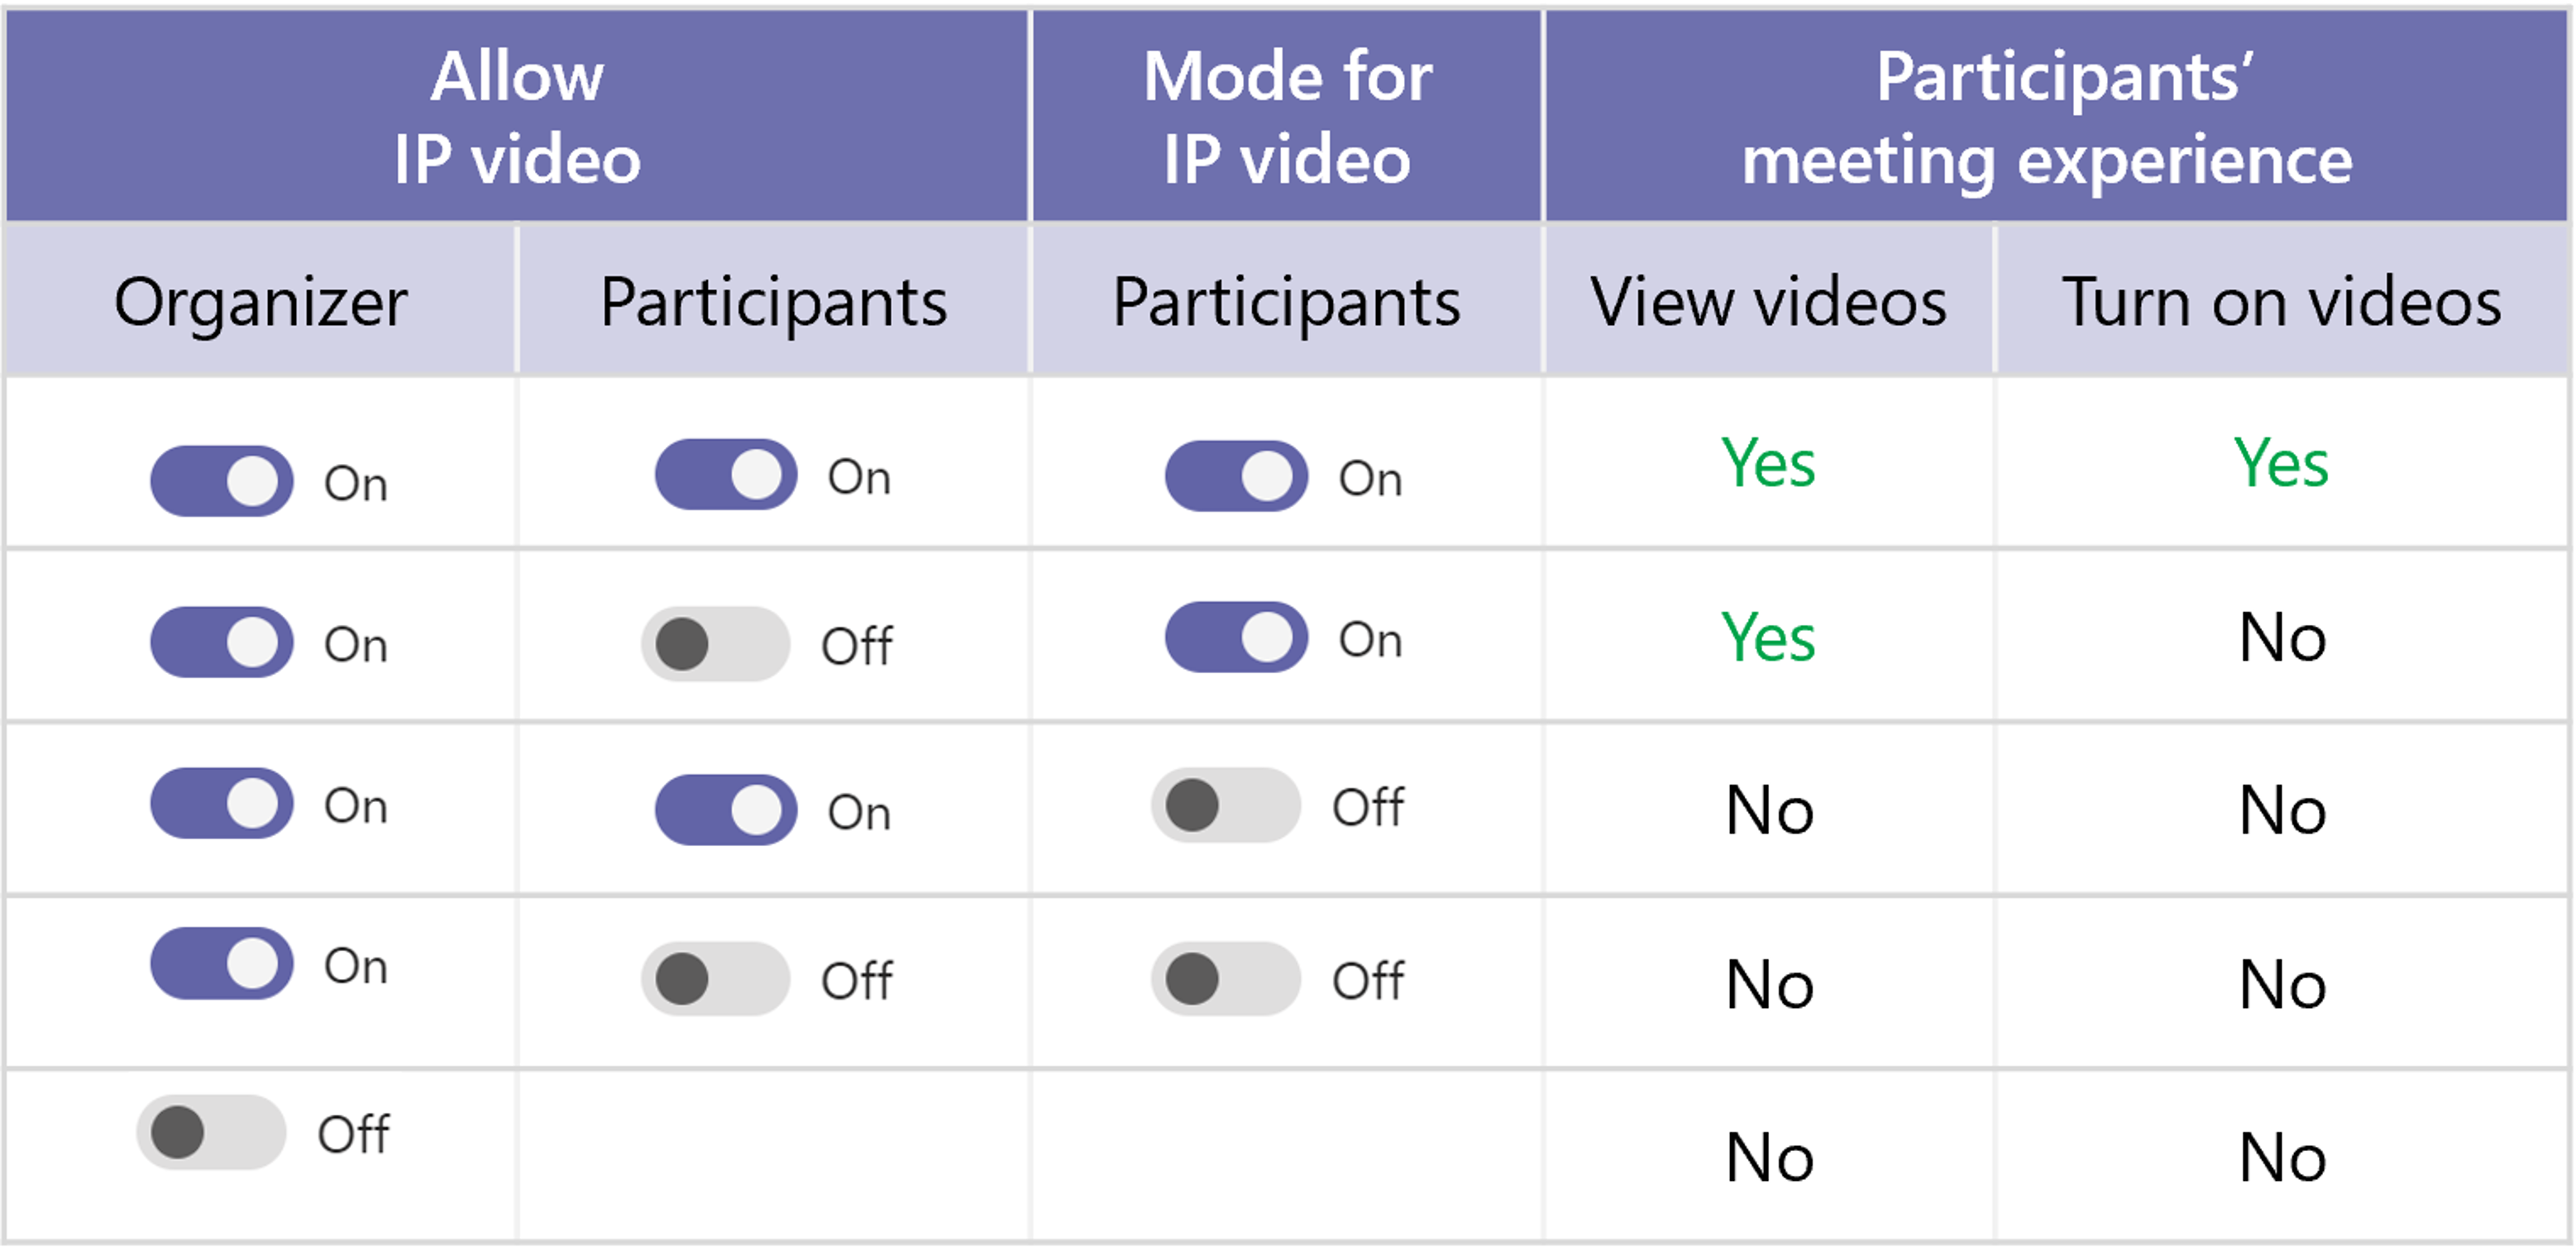 Allow
IP video
Mode for
IP video
Participants’
meeting experience
Organizer Participants Participants View videos Turn on videos
On On On Yes Yes
On Off On Yes No
On On Off No No
On Off Off No No
Off No No